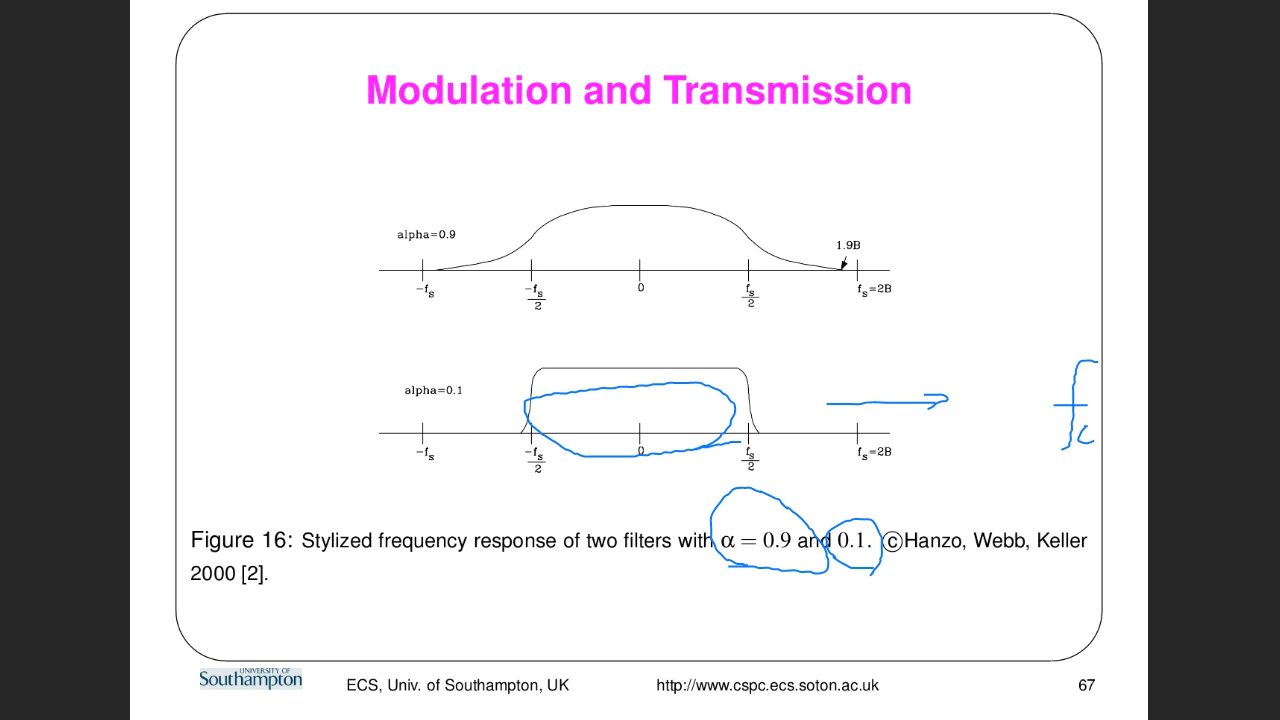 Modulation and Transmission
alpha=0.9
1.9B
-fs
-fs/2
0
fs/2
fs=2B
alpha=0.1
-fs
-fs/2
0
fs/2
fs=2B
fc
Figure 16: Stylized frequency response of two filters with α = 0.9 and 0.1. ©Hanzo, Webb, Keller
2000 [2].
UNIVERSITY OF
Southampton
ECS, Univ. of Southampton, UK
http://www.cspc.ecs.soton.ac.uk
67